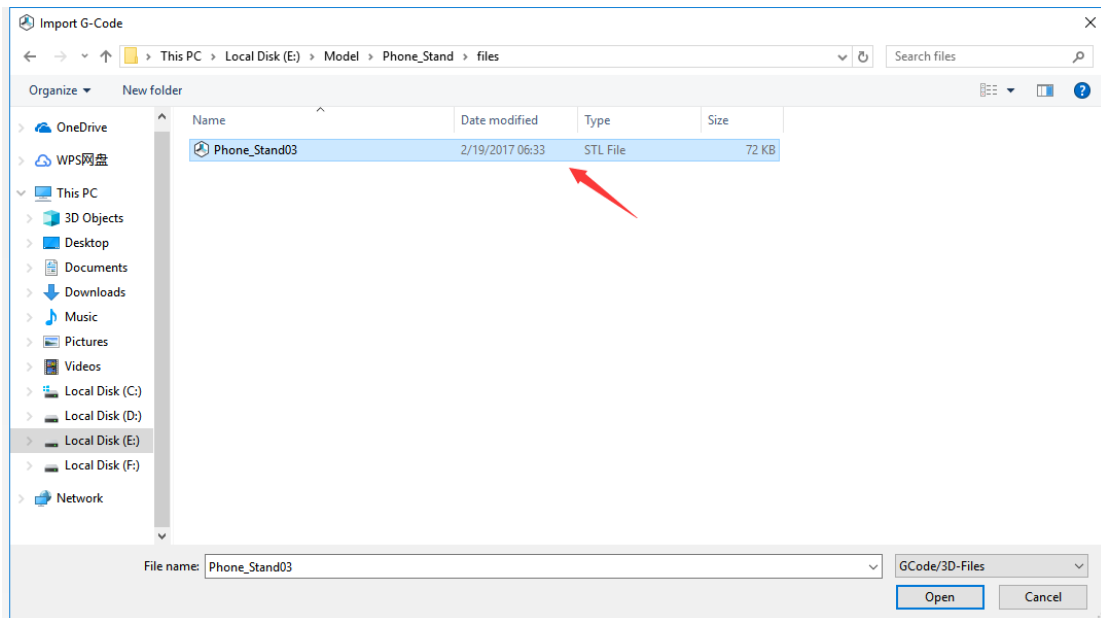 Import G-Code
This PC > Local Disk (E:) > Model > Phone_Stand > files
Search files
Organize
New folder
Name
Date modified
Type
Size
Phone_Stand03
2/19/2017 06:33
STL File
72 KB
OneDrive
WPS网盘
This PC
3D Objects
Desktop
Documents
Downloads
Music
Pictures
Videos
Local Disk (C:)
Local Disk (D:)
Local Disk (E:)
Local Disk (F:)
Network
File name: Phone_Stand03
GCode/3D-Files
Open
Cancel